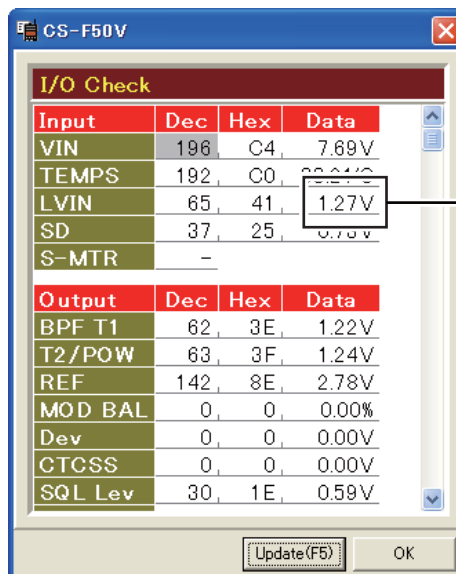 CS-F50V
I/O Check
Input Dec Hex Data
VIN 196 C4 7.69V
TEMPS 192 C0
LVIN 65 41 1.27V
SD 37 25
S-MTR -
Output Dec Hex Data
BPF T1 62 3E 1.22V
T2/POW 63 3F 1.24V
REF 142 8E 2.78V
MOD BAL 0 0 0.00%
Dev 0 0 0.00V
CTCSS 0 0 0.00V
SQL Lev 30 1E 0.59V
Update(F5) OK